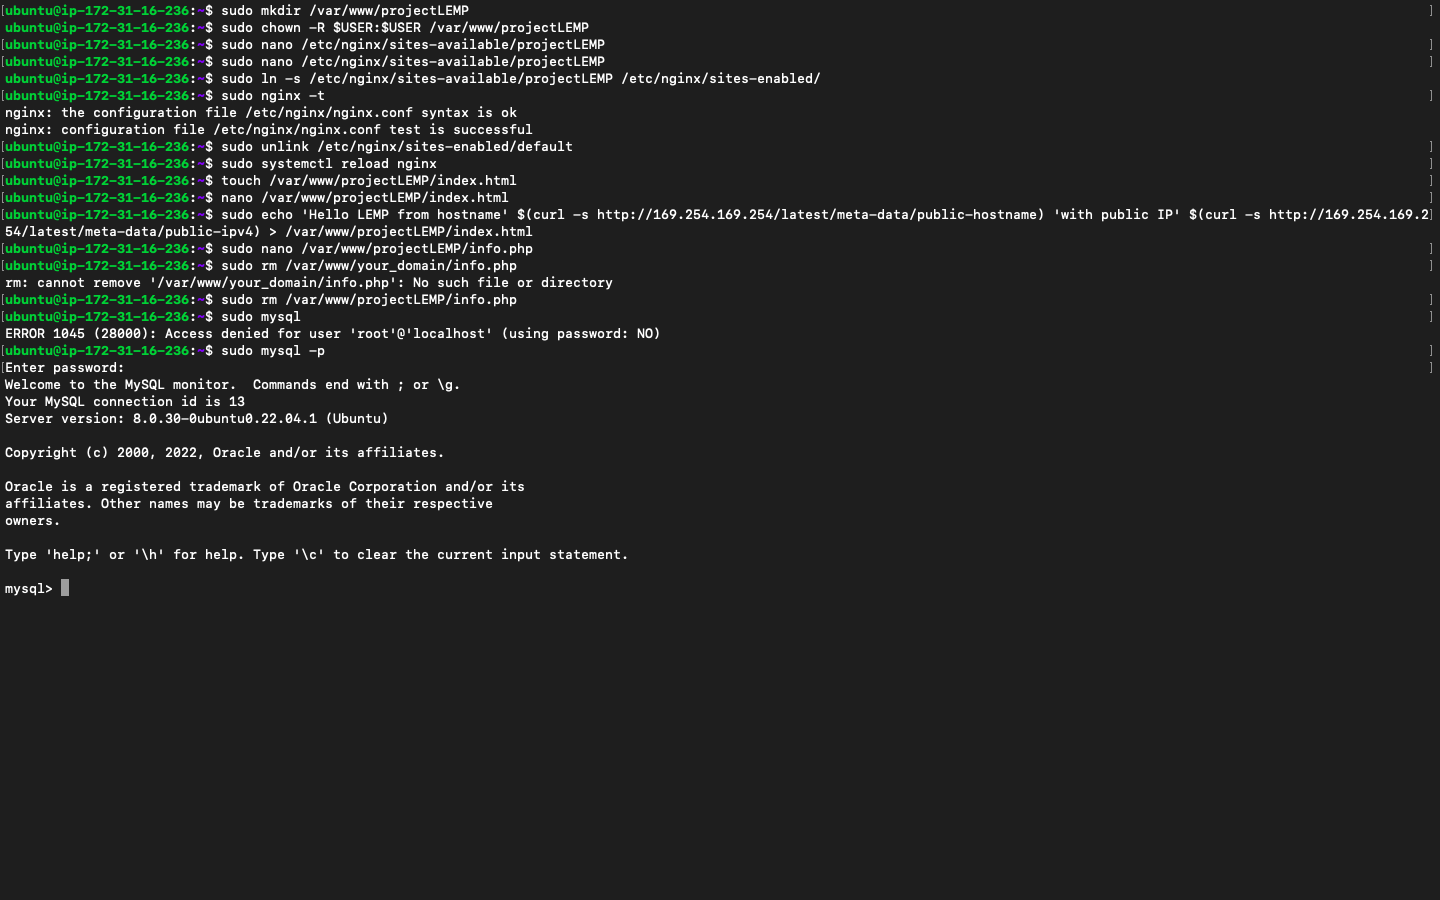 [ubuntu@ip-172-31-16-236:~$ sudo mkdir /var/www/projectLEMP ]
ubuntu@ip-172-31-16-236:~$ sudo chown -R $USER:$USER /var/www/projectLEMP
[ubuntu@ip-172-31-16-236:~$ sudo nano /etc/nginx/sites-available/projectLEMP ]
[ubuntu@ip-172-31-16-236:~$ sudo nano /etc/nginx/sites-available/projectLEMP ]
ubuntu@ip-172-31-16-236:~$ sudo ln -s /etc/nginx/sites-available/projectLEMP /etc/nginx/sites-enabled/
[ubuntu@ip-172-31-16-236:~$ sudo nginx -t ]
nginx: the configuration file /etc/nginx/nginx.conf syntax is ok
nginx: configuration file /etc/nginx/nginx.conf test is successful
[ubuntu@ip-172-31-16-236:~$ sudo unlink /etc/nginx/sites-enabled/default ]
[ubuntu@ip-172-31-16-236:~$ sudo systemctl reload nginx ]
[ubuntu@ip-172-31-16-236:~$ touch /var/www/projectLEMP/index.html ]
[ubuntu@ip-172-31-16-236:~$ nano /var/www/projectLEMP/index.html ]
[ubuntu@ip-172-31-16-236:~$ sudo echo 'Hello LEMP from hostname' $(curl -s http://169.254.169.254/latest/meta-data/public-hostname) 'with public IP' $(curl -s http://169.254.169.2]
54/latest/meta-data/public-ipv4) > /var/www/projectLEMP/index.html
[ubuntu@ip-172-31-16-236:~$ sudo nano /var/www/projectLEMP/info.php ]
[ubuntu@ip-172-31-16-236:~$ sudo rm /var/www/your_domain/info.php ]
rm: cannot remove '/var/www/your_domain/info.php': No such file or directory
[ubuntu@ip-172-31-16-236:~$ sudo rm /var/www/projectLEMP/info.php ]
[ubuntu@ip-172-31-16-236:~$ sudo mysql ]
ERROR 1045 (28000): Access denied for user 'root'@'localhost' (using password: NO)
[ubuntu@ip-172-31-16-236:~$ sudo mysql -p ]
[Enter password: ]
Welcome to the MySQL monitor.  Commands end with ; or \g.
Your MySQL connection id is 13
Server version: 8.0.30-0ubuntu0.22.04.1 (Ubuntu)
Copyright (c) 2000, 2022, Oracle and/or its affiliates.
Oracle is a registered trademark of Oracle Corporation and/or its
affiliates. Other names may be trademarks of their respective
owners.
Type 'help;' or '\h' for help. Type '\c' to clear the current input statement.
mysql>